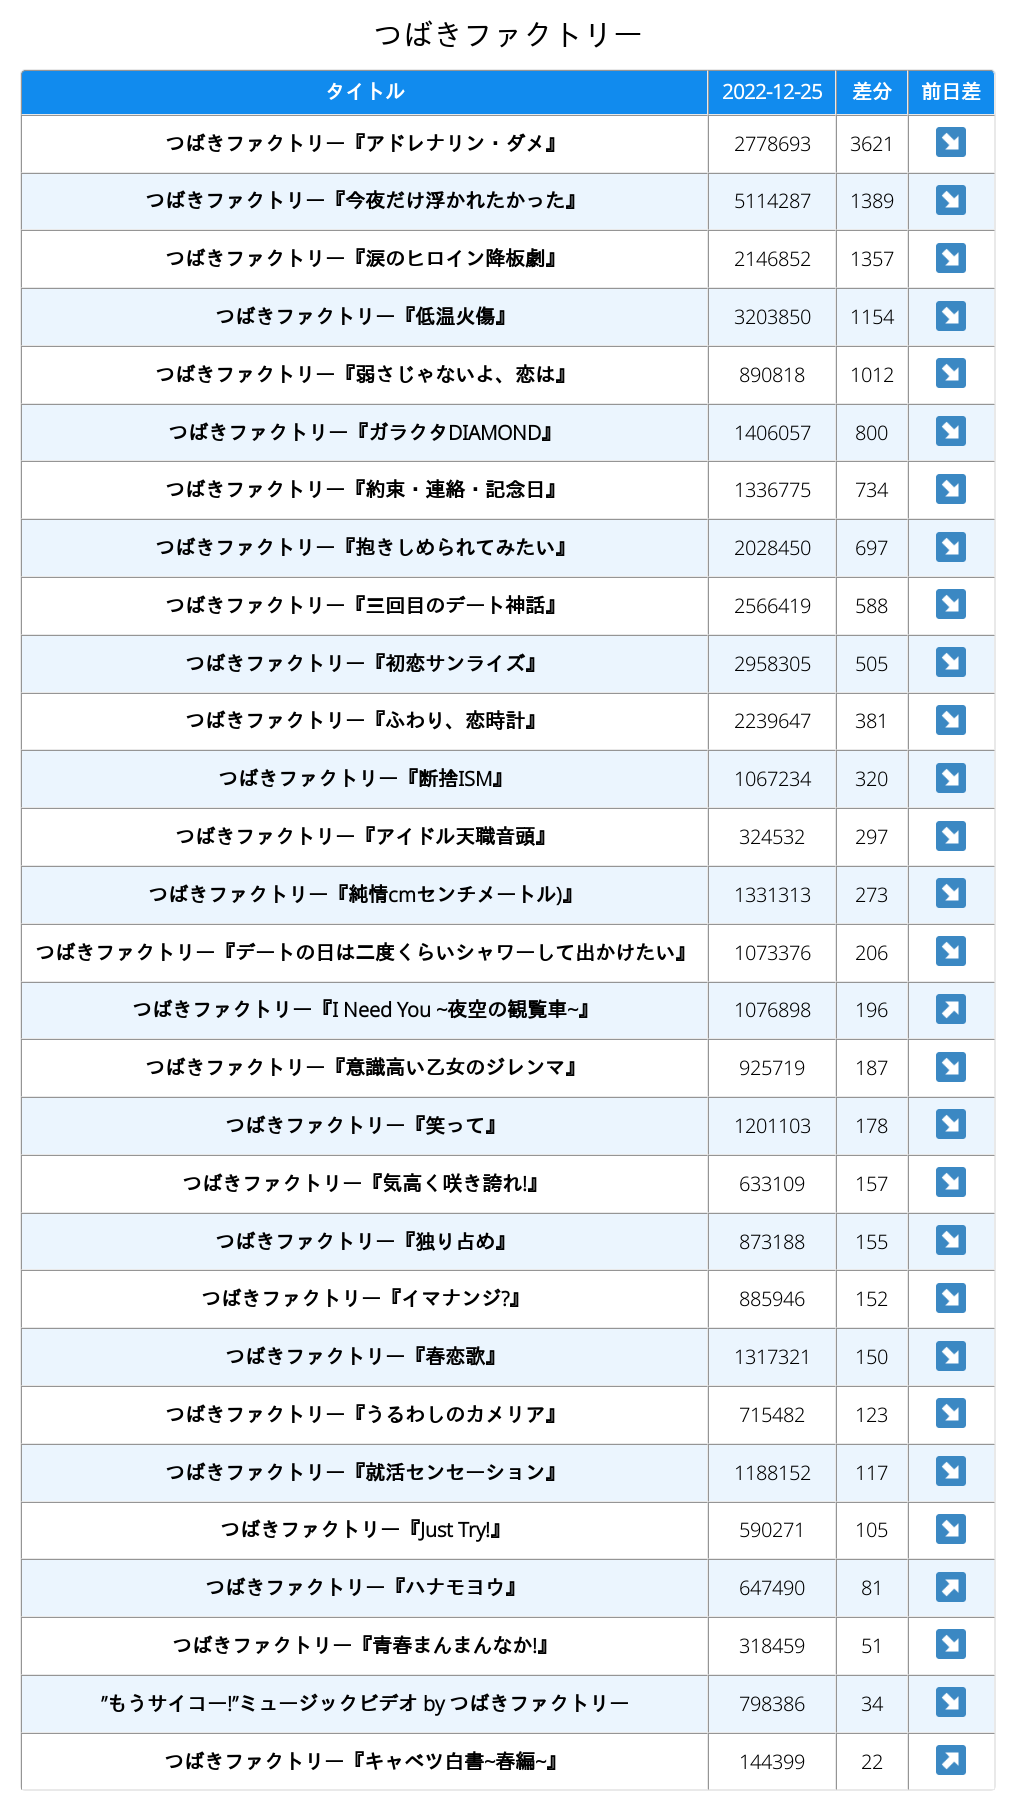 つばきファクトリー
タイトル 2022-12-25 差分 前日差
つばきファクトリー『アドレナリン・ダメ』 2778693 3621 ↘
つばきファクトリー『今夜だけ浮かれたかった』 5114287 1389 ↘
つばきファクトリー『涙のヒロイン降板劇』 2146852 1357 ↘
つばきファクトリー『低温火傷』 3203850 1154 ↘
つばきファクトリー『弱さじゃないよ、恋は』 890818 1012 ↘
つばきファクトリー『ガラクタDIAMOND』 1406057 800 ↘
つばきファクトリー『約束・連絡・記念日』 1336775 734 ↘
つばきファクトリー『抱きしめられてみたい』 2028450 697 ↘
つばきファクトリー『三回目のデート神話』 2566419 588 ↘
つばきファクトリー『初恋サンライズ』 2958305 505 ↘
つばきファクトリー『ふわり、恋時計』 2239647 381 ↘
つばきファクトリー『断捨ISM』 1067234 320 ↘
つばきファクトリー『アイドル天職音頭』 324532 297 ↘
つばきファクトリー『純情cmセンチメートル)』 1331313 273 ↘
つばきファクトリー『デートの日は二度くらいシャワーして出かけたい』 1073376 206 ↘
つばきファクトリー『I Need You ~夜空の観覧車~』 1076898 196 ↗
つばきファクトリー『意識高い乙女のジレンマ』 925719 187 ↘
つばきファクトリー『笑って』 1201103 178 ↘
つばきファクトリー『気高く咲き誇れ!』 633109 157 ↘
つばきファクトリー『独り占め』 873188 155 ↘
つばきファクトリー『イマナンジ?』 885946 152 ↘
つばきファクトリー『春恋歌』 1317321 150 ↘
つばきファクトリー『うるわしのカメリア』 715482 123 ↘
つばきファクトリー『就活センセーション』 1188152 117 ↘
つばきファクトリー『Just Try!』 590271 105 ↘
つばきファクトリー『ハナモヨウ』 647490 81 ↗
つばきファクトリー『青春まんまんなか!』 318459 51 ↘
”もうサイコー!”ミュージックビデオ by つばきファクトリー 798386 34 ↘
つばきファクトリー『キャベツ白書~春編~』 144399 22 ↗